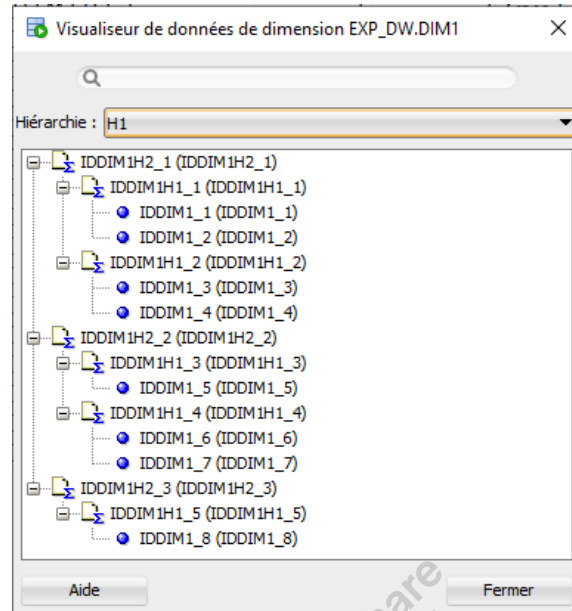 Visualiseur de données de dimension EXP_DW.DIM1
Hiérarchie : H1
IDDIM1H2_1 (IDDIM1H2_1)
IDDIM1H1_1 (IDDIM1H1_1)
IDDIM1_1 (IDDIM1_1)
IDDIM1_2 (IDDIM1_2)
IDDIM1H1_2 (IDDIM1H1_2)
IDDIM1_3 (IDDIM1_3)
IDDIM1_4 (IDDIM1_4)
IDDIM1H2_2 (IDDIM1H2_2)
IDDIM1H1_3 (IDDIM1H1_3)
IDDIM1_5 (IDDIM1_5)
IDDIM1H1_4 (IDDIM1H1_4)
IDDIM1_6 (IDDIM1_6)
IDDIM1_7 (IDDIM1_7)
IDDIM1H2_3 (IDDIM1H2_3)
IDDIM1H1_5 (IDDIM1H1_5)
IDDIM1_8 (IDDIM1_8)
Aide Fermer